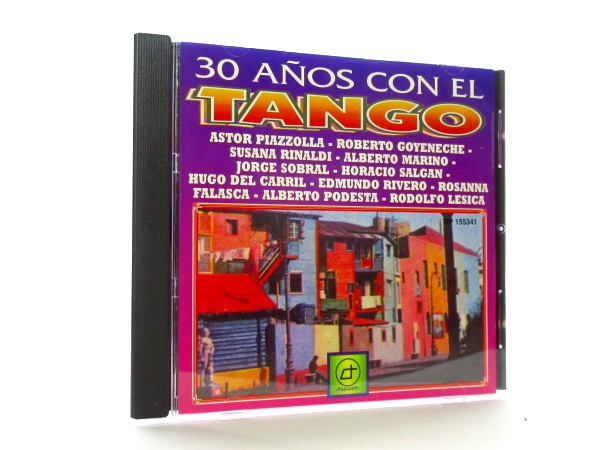 30 AÑOS CON EL
TANGO
ASTOR PIAZZOLLA - ROBERTO GOYENECHE -
SUSANA RINALDI - ALBERTO MARINO -
JORGE SOBRAL - HORACIO SALGAN -
HUGO DEL CARRIL - EDMUNDO RIVERO - ROSANNA
FALASCA - ALBERTO PODESTA - RODOLFO LESICA
155341